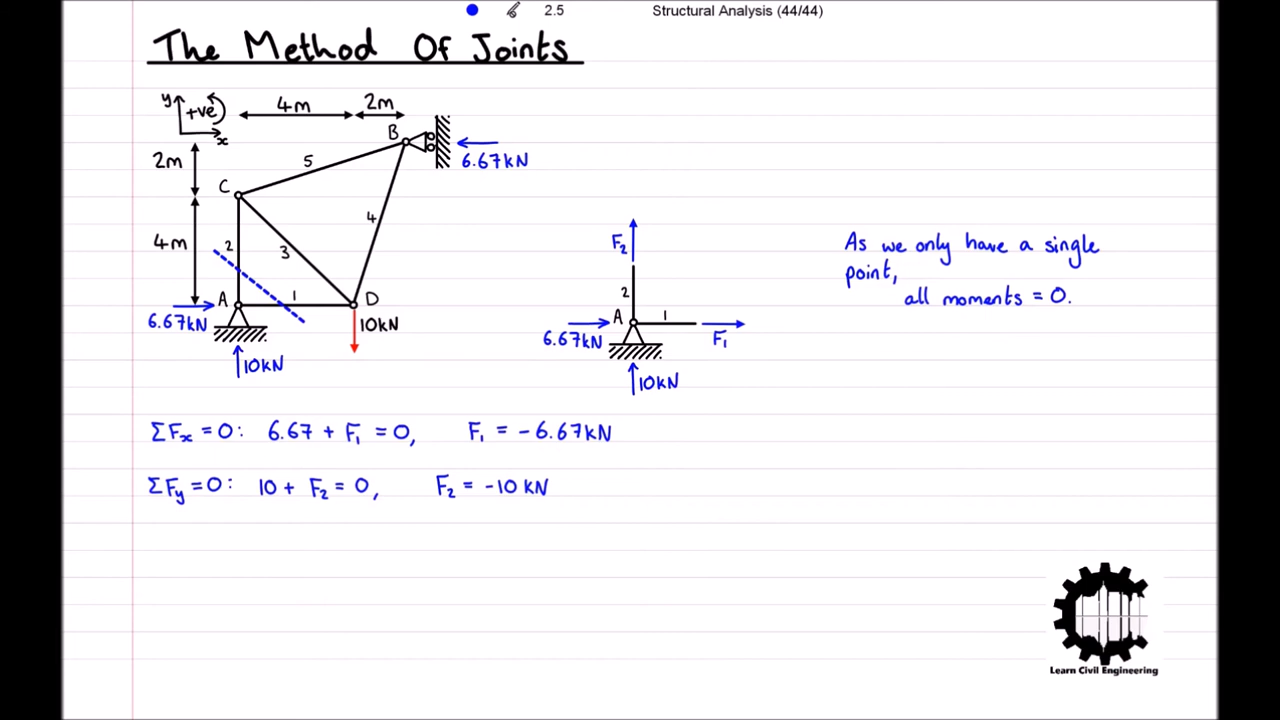 2.5 Structural Analysis (44/44)
The Method Of Joints
y +ve x
4m 2m
B
2m
5
6.67kN
C
4
4m 2 3
F₂
As we only have a single
point,
all moments = 0.
A 1 D
2
6.67kN 10kN
A 1
6.67kN F₁
10kN
10kN
ΣFx = 0: 6.67 + F₁ = 0, F₁ = -6.67kN
ΣFy = 0: 10 + F₂ = 0, F₂ = -10 kN
Learn Civil Engineering